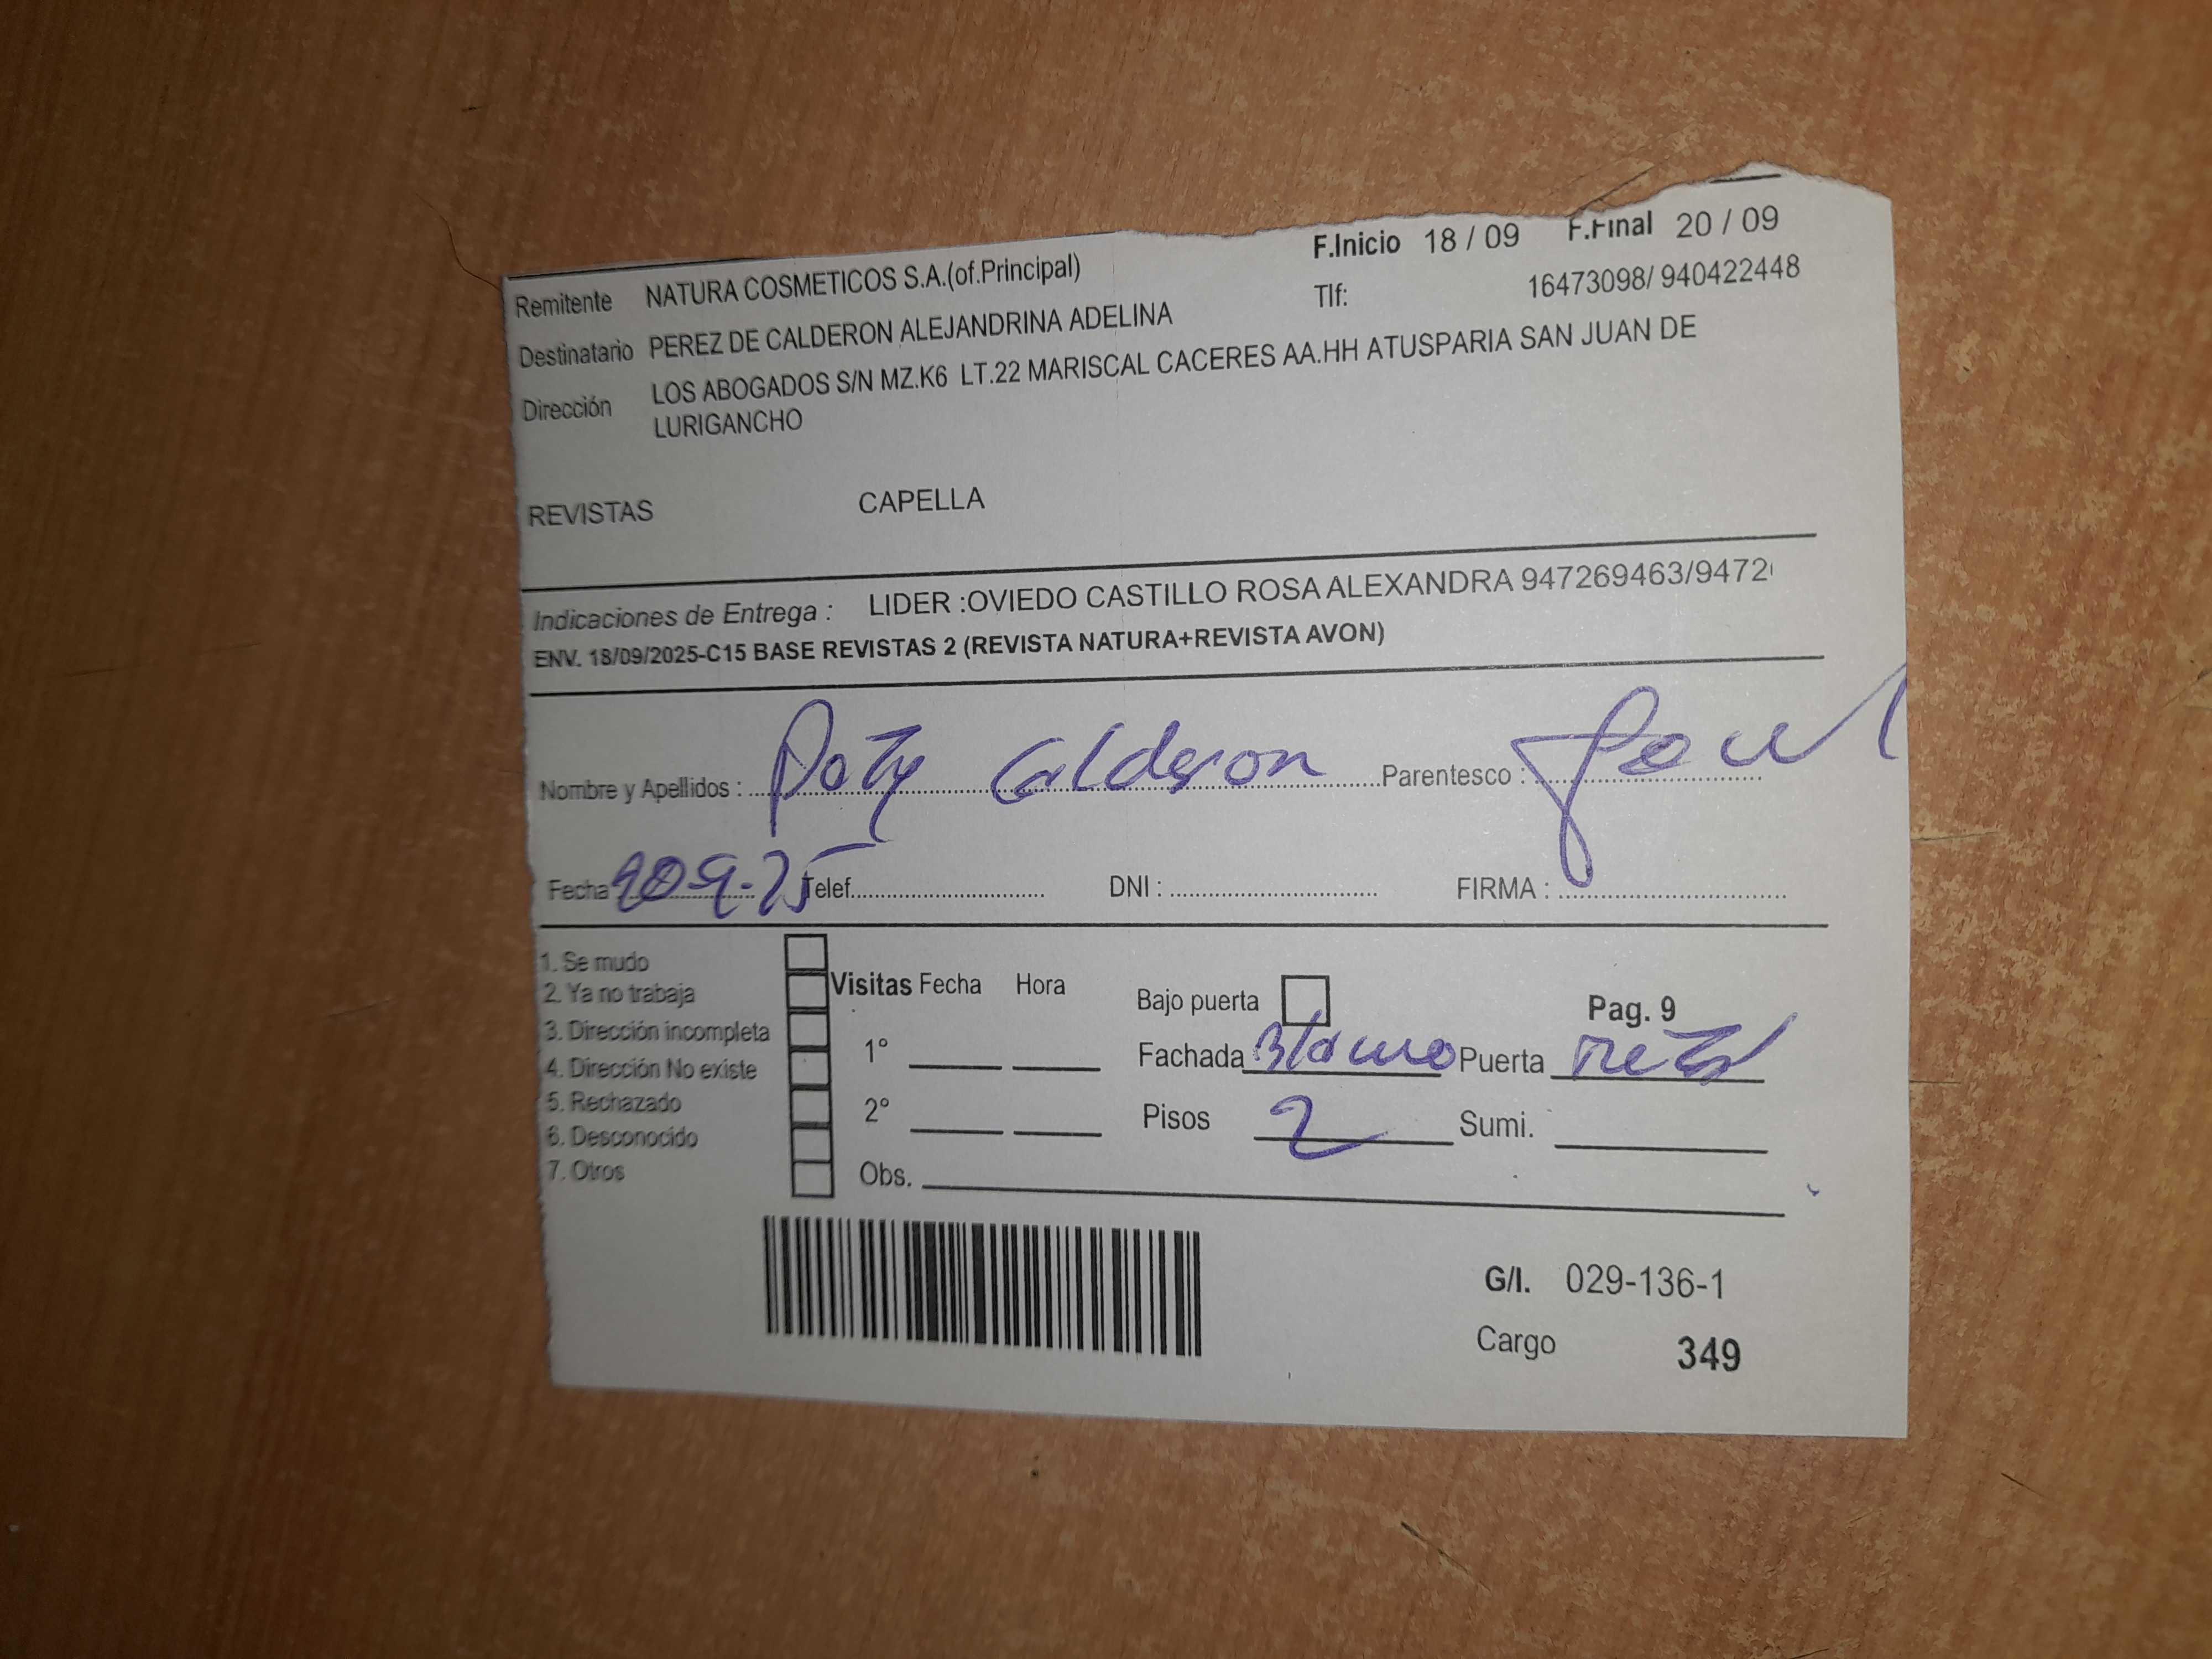 F.Inicio 18 / 09 F.Final 20 / 09
Remitente NATURA COSMETICOS S.A.(of.Principal)
Tlf: 16473098/ 940422448
Destinatario PEREZ DE CALDERON ALEJANDRINA ADELINA
Dirección LOS ABOGADOS S/N MZ.K6 LT.22 MARISCAL CACERES AA.HH ATUSPARIA SAN JUAN DE
LURIGANCHO
REVISTAS CAPELLA
Indicaciones de Entrega : LIDER :OVIEDO CASTILLO ROSA ALEXANDRA 947269463/9472
ENV. 18/09/2025-C15 BASE REVISTAS 2 (REVISTA NATURA+REVISTA AVON)
Nombre y Apellidos : Paty Calderon Parentesco :
Fecha Telef. DNI : FIRMA :
1. Se mudo
2. Ya no trabaja
3. Dirección incompleta
4. Dirección No existe
5. Rechazado
6. Desconocido
7. Otros
Visitas Fecha Hora
1°
2°
Obs.
Bajo puerta Pag. 9
Fachada Blanco Puerta
Pisos 2 Sumi.
G/I. 029-136-1
Cargo 349